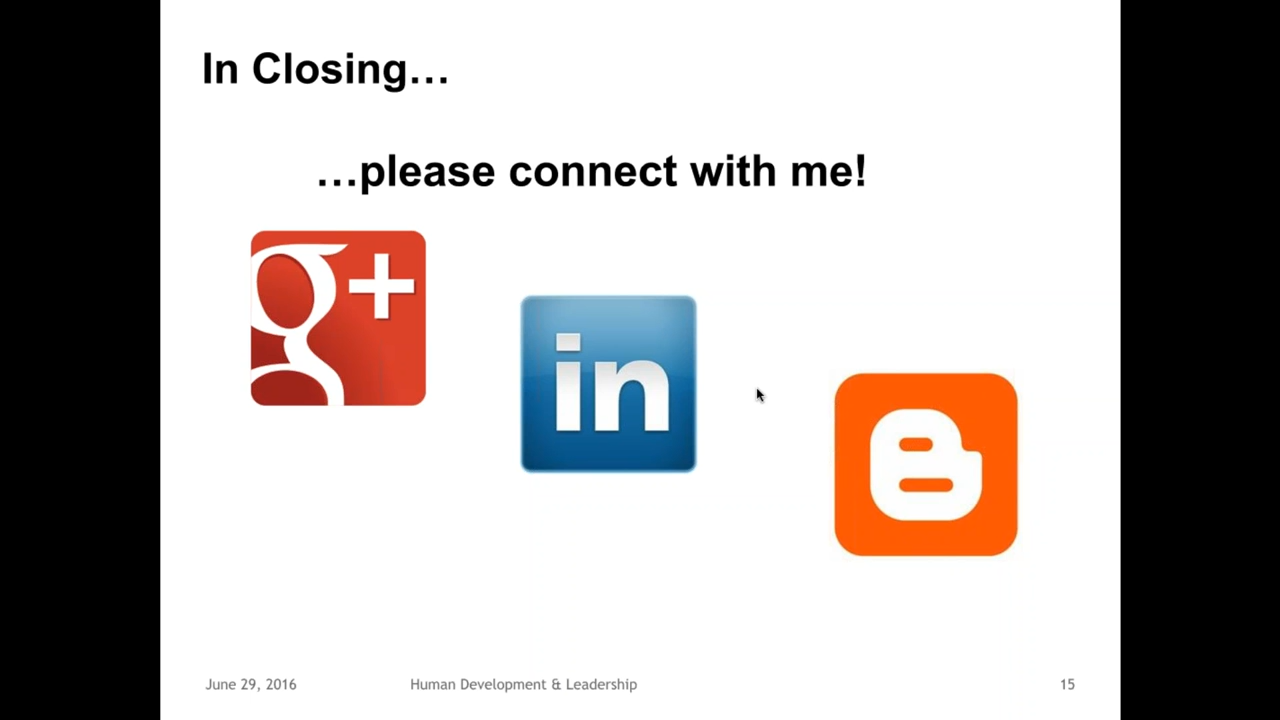 In Closing…
…please connect with me!
g+
in
B
June 29, 2016 Human Development & Leadership 15